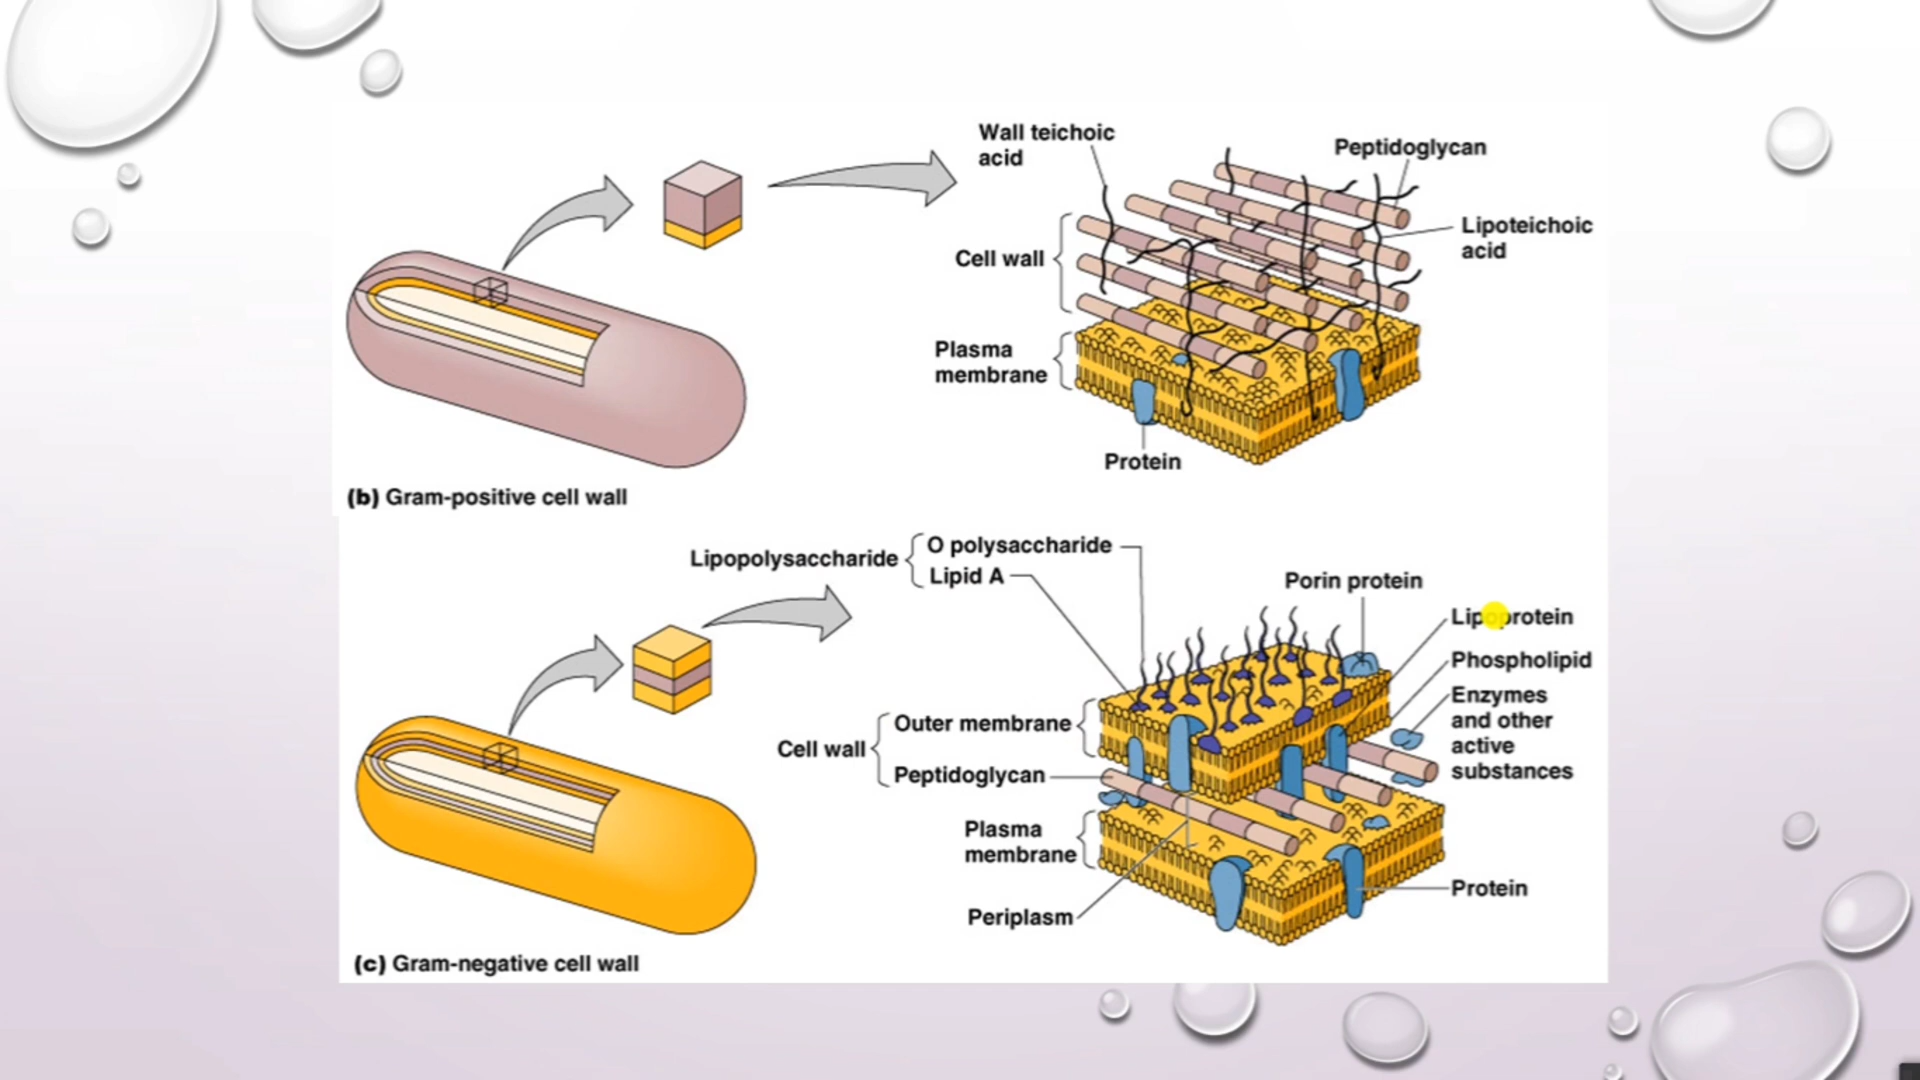 Wall teichoic
acid
Peptidoglycan
Lipoteichoic
acid
Cell wall
Plasma
membrane
Protein
(b) Gram-positive cell wall
Lipopolysaccharide
O polysaccharide
Lipid A
Porin protein
Lipoprotein
Phospholipid
Enzymes
and other
active
substances
Outer membrane
Cell wall
Peptidoglycan
Plasma
membrane
Periplasm
Protein
(c) Gram-negative cell wall